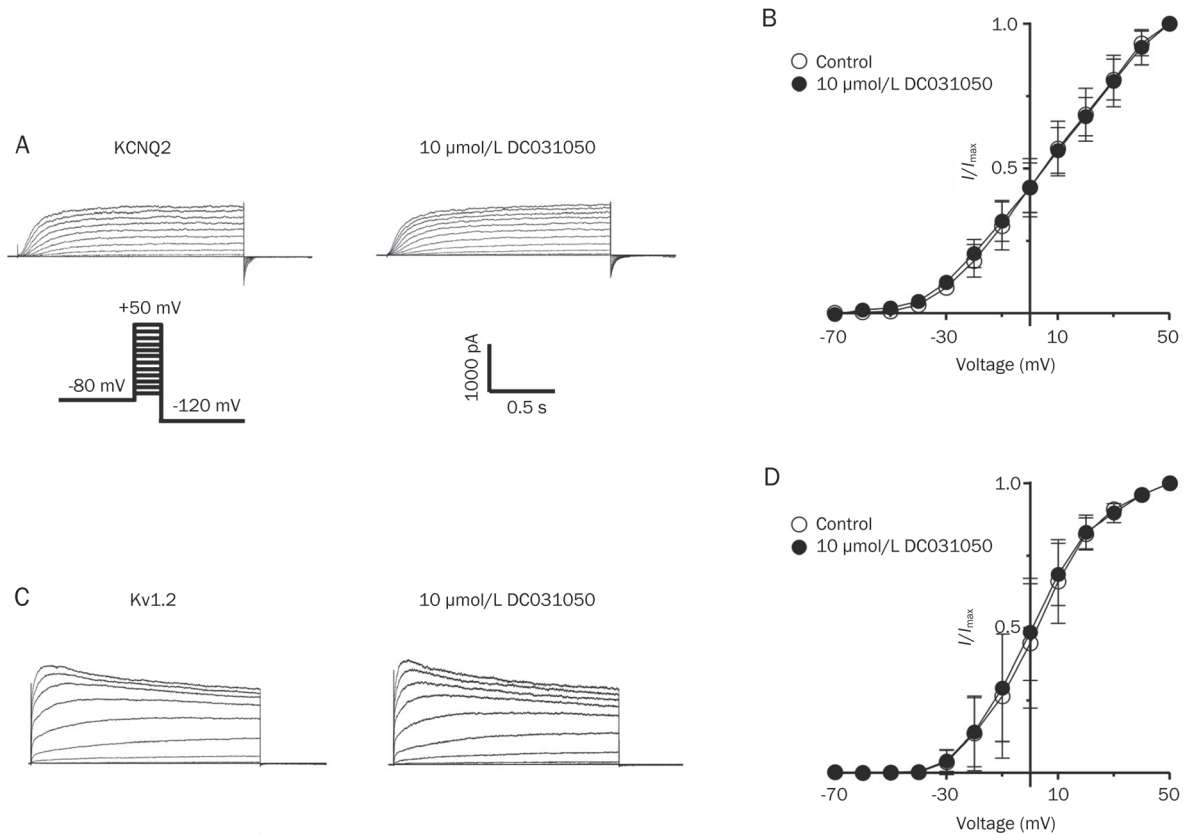 A
KCNQ2
10 µmol/L DC031050
+50 mV
-80 mV
-120 mV
1000 pA
0.5 s
B
Control
10 µmol/L DC031050
1.0
0.5
I/Imax
-70
-30
10
50
Voltage (mV)
C
Kv1.2
10 µmol/L DC031050
D
Control
10 µmol/L DC031050
1.0
0.5
I/Imax
-70
-30
10
50
Voltage (mV)